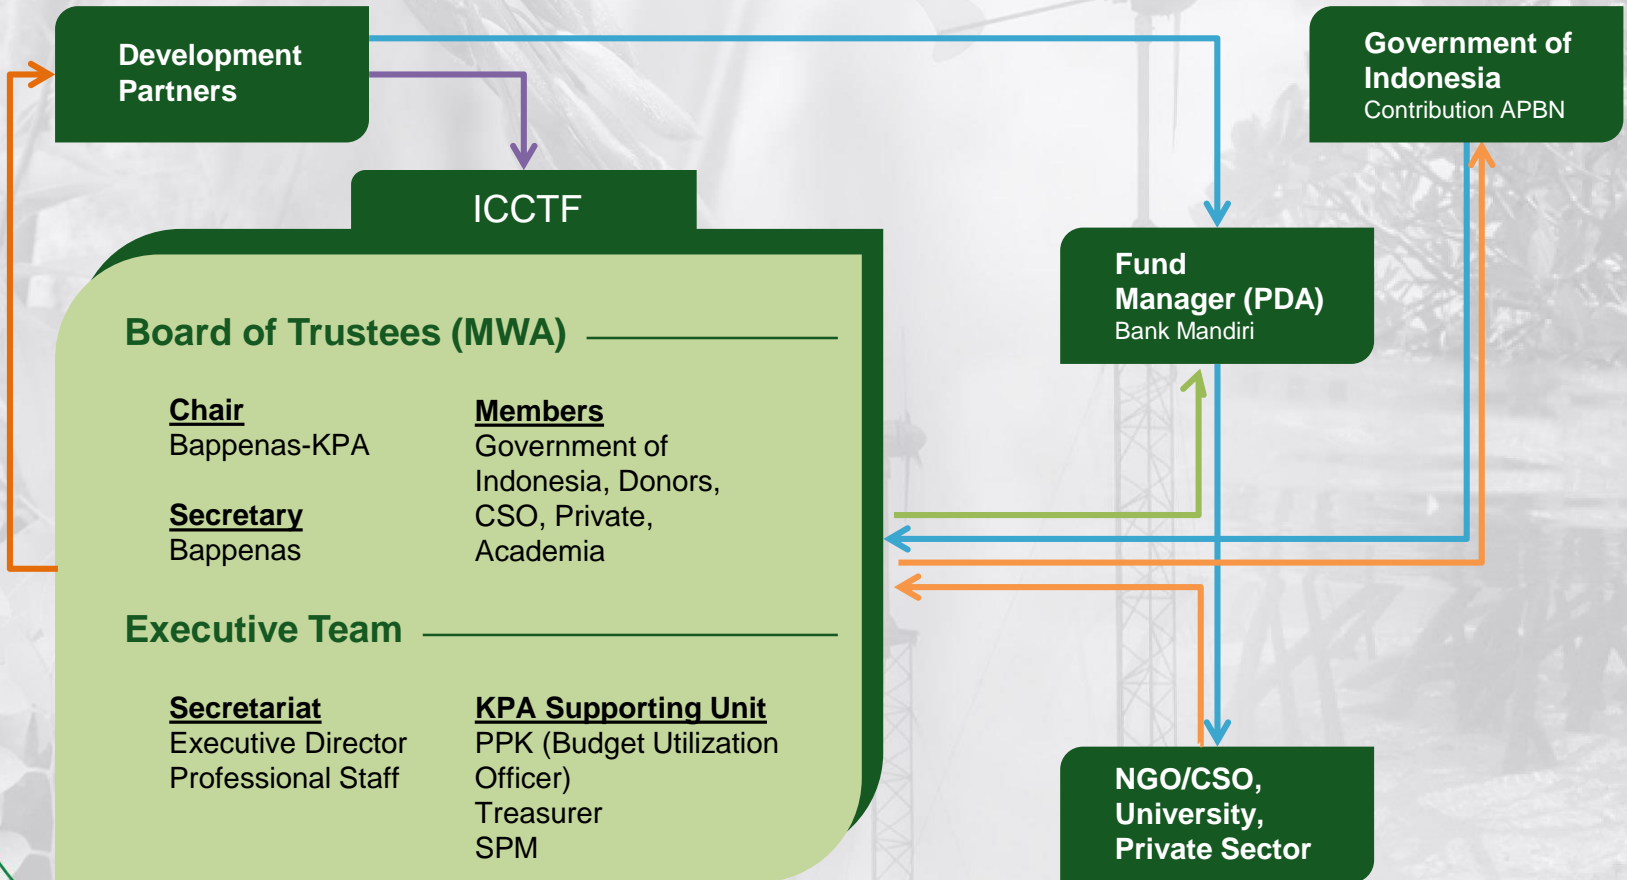 Development
Partners
Government of
Indonesia
Contribution APBN
ICCTF
Fund
Manager (PDA)
Bank Mandiri
Board of Trustees (MWA)
Chair
Bappenas-KPA
Secretary
Bappenas
Members
Government of
Indonesia, Donors,
CSO, Private,
Academia
Executive Team
Secretariat
Executive Director
Professional Staff
KPA Supporting Unit
PPK (Budget Utilization
Officer)
Treasurer
SPM
NGO/CSO,
University,
Private Sector